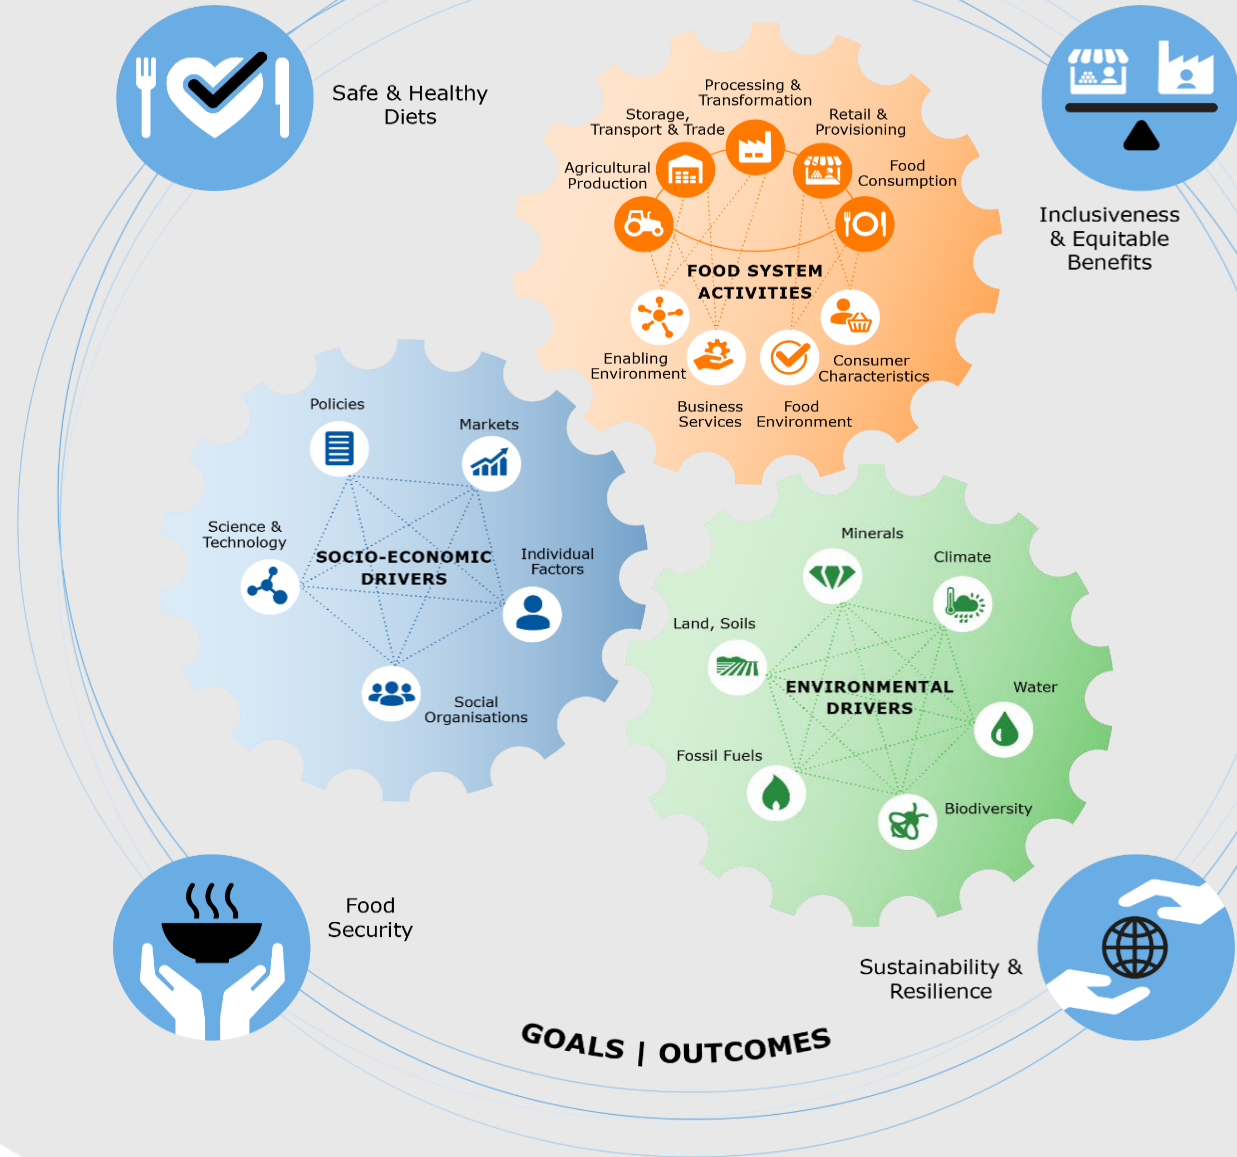 Safe & Healthy
Diets
Processing &
Transformation
Storage,
Transport & Trade
Retail &
Provisioning
Agricultural
Production
Food
Consumption
FOOD SYSTEM
ACTIVITIES
Enabling
Environment
Business
Services
Food
Environment
Consumer
Characteristics
Inclusiveness
& Equitable
Benefits
Policies
Markets
Science &
Technology
SOCIO-ECONOMIC
DRIVERS
Individual
Factors
Social
Organisations
Minerals
Climate
Land, Soils
ENVIRONMENTAL
DRIVERS
Water
Fossil Fuels
Biodiversity
Food
Security
Sustainability &
Resilience
GOALS | OUTCOMES